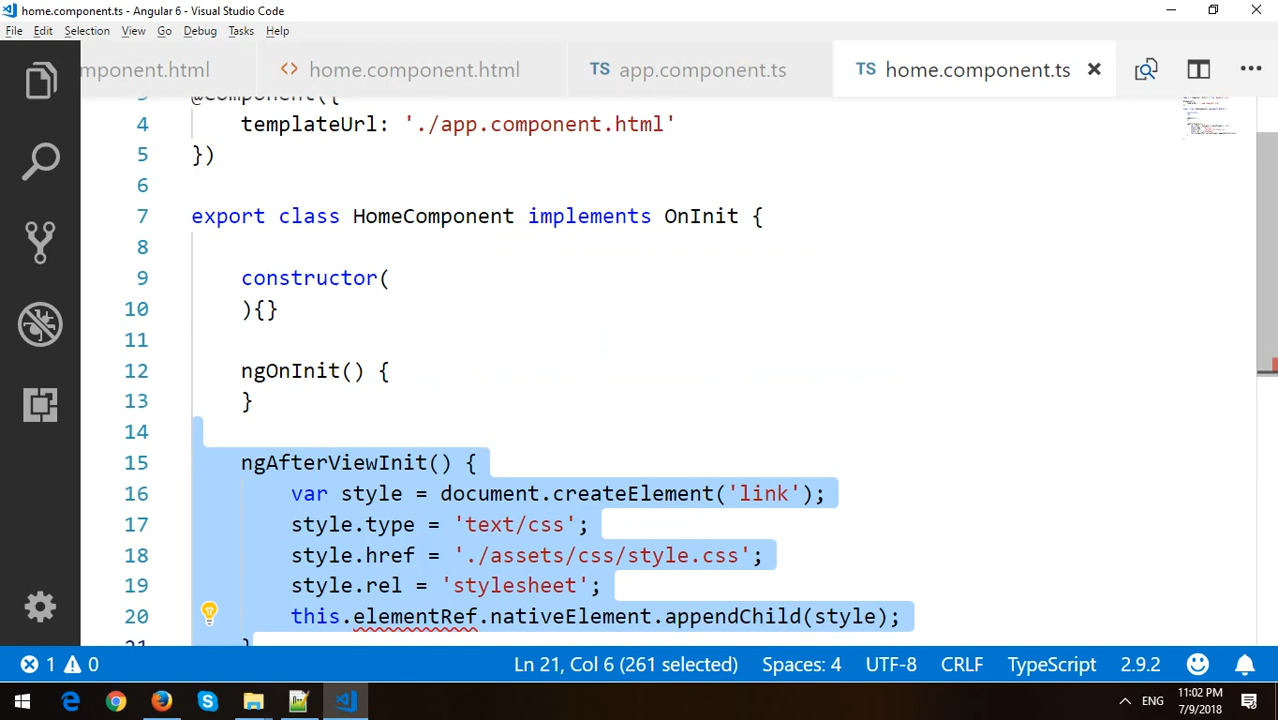 home.component.ts - Angular 6 - Visual Studio Code
File Edit Selection View Go Debug Tasks Help
mponent.html <> home.component.html TS app.component.ts TS home.component.ts
3 @Component({
4 templateUrl: './app.component.html'
5 })
6
7 export class HomeComponent implements OnInit {
8
9 constructor(
10 ){}
11
12 ngOnInit() {
13 }
14
15 ngAfterViewInit() {
16 var style = document.createElement('link');
17 style.type = 'text/css';
18 style.href = './assets/css/style.css';
19 style.rel = 'stylesheet';
20 this.elementRef.nativeElement.appendChild(style);
21 }
1 0 Ln 21, Col 6 (261 selected) Spaces: 4 UTF-8 CRLF TypeScript 2.9.2
ENG 11:02 PM
7/9/2018